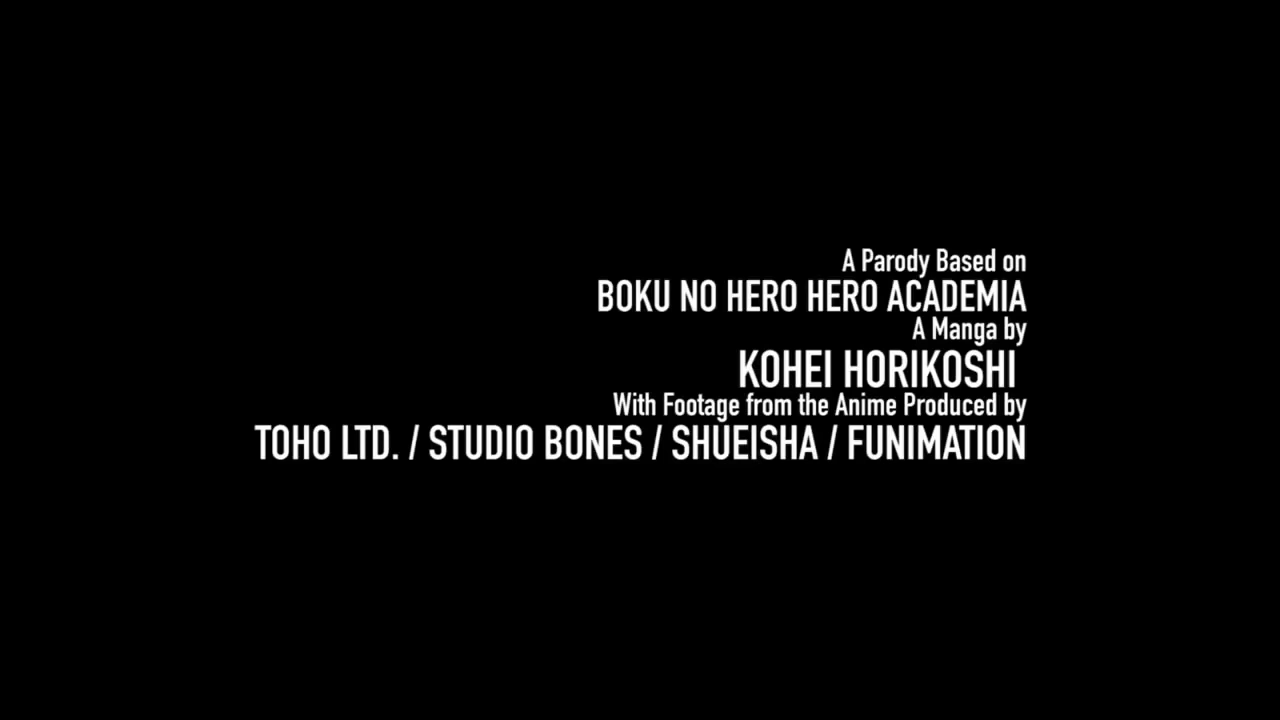 A Parody Based on
BOKU NO HERO HERO ACADEMIA
A Manga by
KOHEI HORIKOSHI
With Footage from the Anime Produced by
TOHO LTD. / STUDIO BONES / SHUEISHA / FUNIMATION